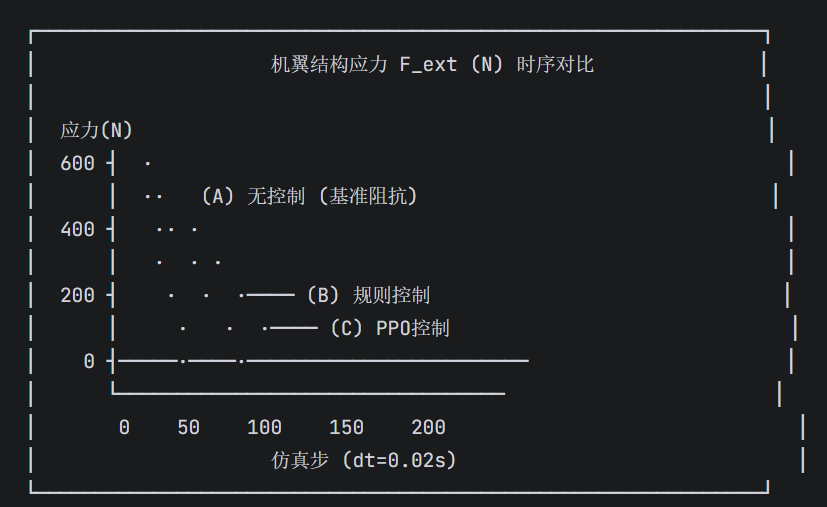 机翼结构应力 F_ext (N) 时序对比
应力(N)
600
(A) 无控制 (基准阻抗)
400
200 (B) 规则控制
(C) PPO控制
0
0 50 100 150 200
仿真步 (dt=0.02s)